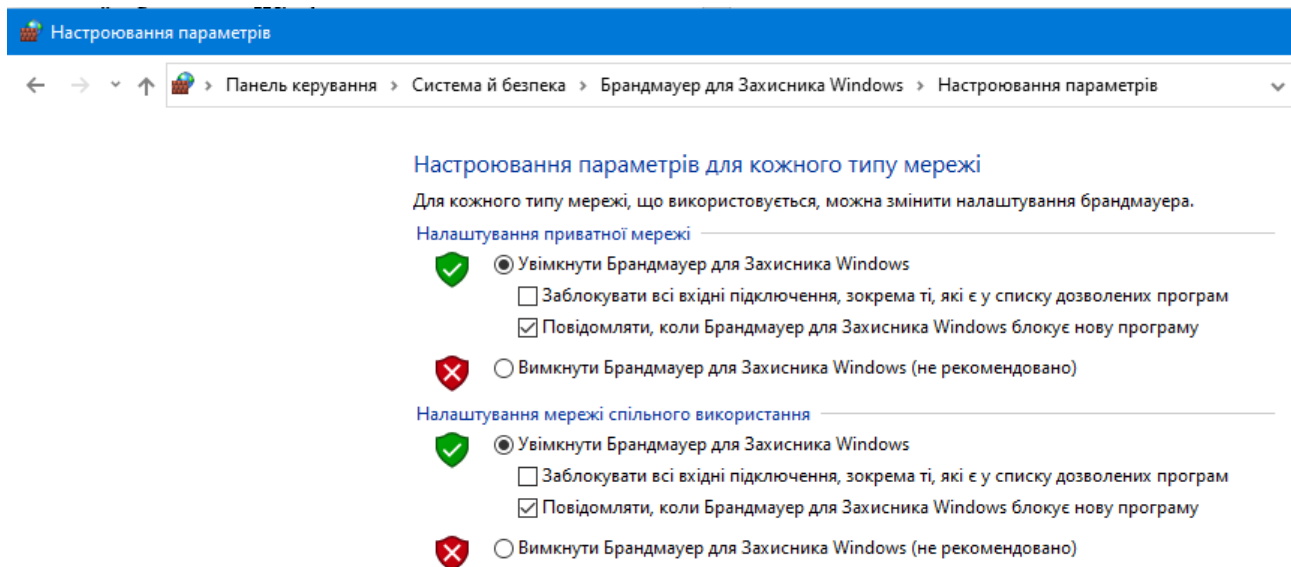 Настроювання параметрів
Панель керування > Система й безпека > Брандмауер для Захисника Windows > Настроювання параметрів
Настроювання параметрів для кожного типу мережі
Для кожного типу мережі, що використовується, можна змінити налаштування брандмауера.
Налаштування приватної мережі
Увімкнути Брандмауер для Захисника Windows
Заблокувати всі вхідні підключення, зокрема ті, які є у списку дозволених програм
Повідомляти, коли Брандмауер для Захисника Windows блокує нову програму
Вимкнути Брандмауер для Захисника Windows (не рекомендовано)
Налаштування мережі спільного використання
Увімкнути Брандмауер для Захисника Windows
Заблокувати всі вхідні підключення, зокрема ті, які є у списку дозволених програм
Повідомляти, коли Брандмауер для Захисника Windows блокує нову програму
Вимкнути Брандмауер для Захисника Windows (не рекомендовано)